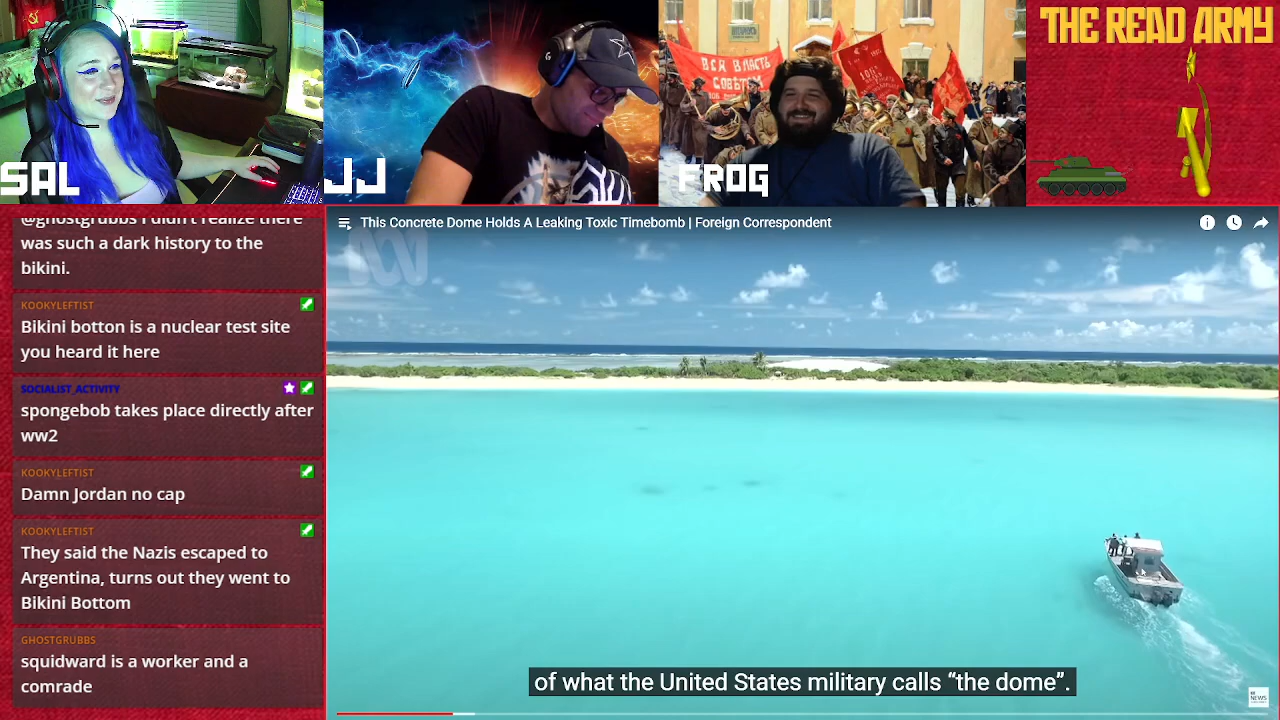 SAL
JJ
FROG
ВСЯ ВЛАСТЬ
СОВѢТОМЪ
THE READ ARMY
This Concrete Dome Holds A Leaking Toxic Timebomb | Foreign Correspondent
@ghostgrubbs I didn't realize there
was such a dark history to the
bikini.
KOOKYLEFTIST
Bikini botton is a nuclear test site
you heard it here
SOCIALIST_ACTIVITY
spongebob takes place directly after
ww2
KOOKYLEFTIST
Damn Jordan no cap
KOOKYLEFTIST
They said the Nazis escaped to
Argentina, turns out they went to
Bikini Bottom
GHOSTGRUBBS
squidward is a worker and a
comrade
of what the United States military calls “the dome”.
NEWS